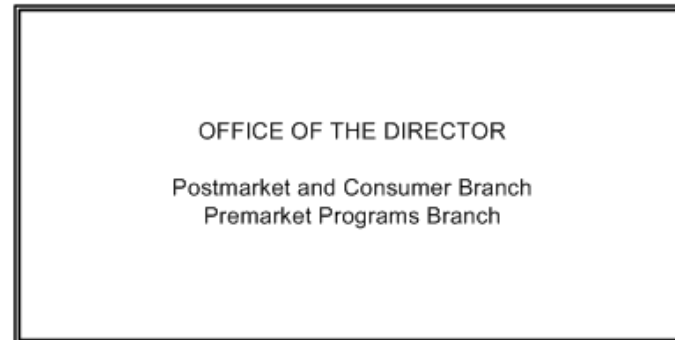 OFFICE OF THE DIRECTOR
Postmarket and Consumer Branch
Premarket Programs Branch